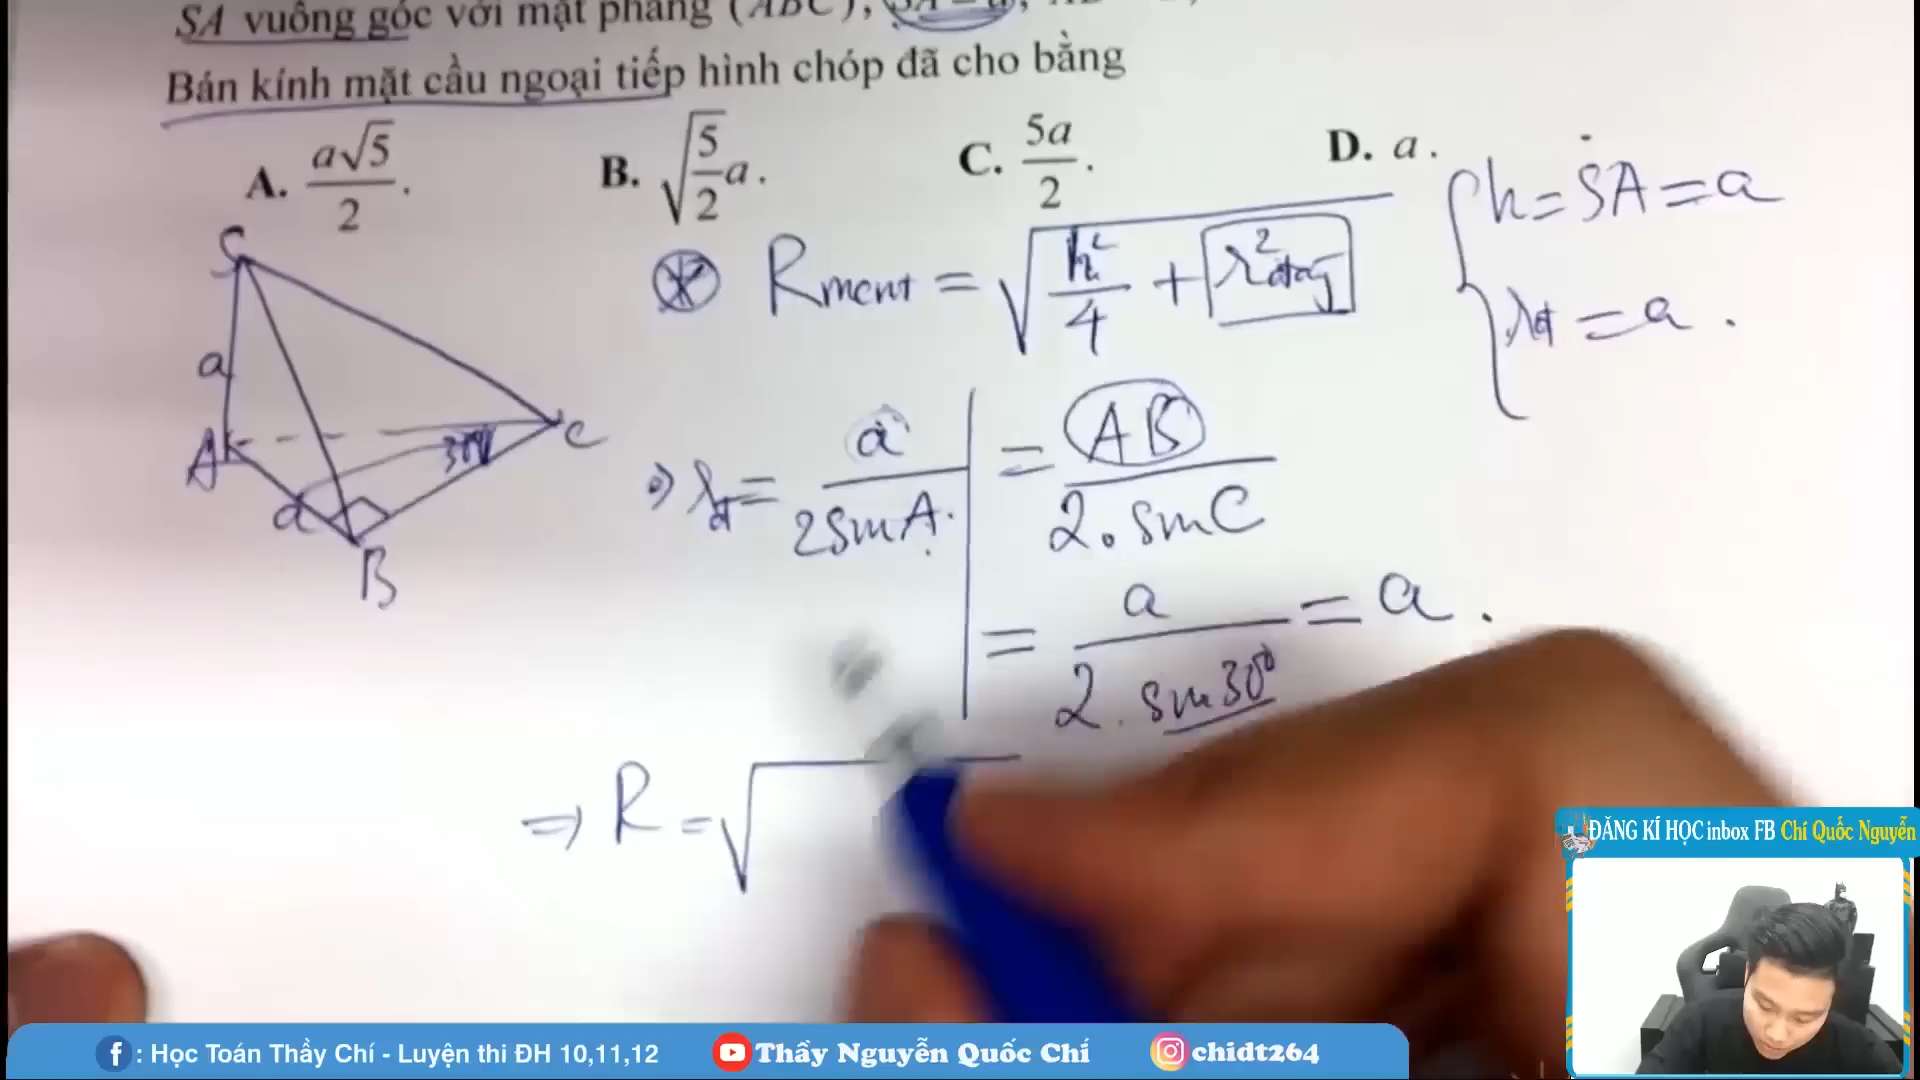 SA vuông góc với mặt phẳng (ABC), SA = a,
Bán kính mặt cầu ngoại tiếp hình chóp đã cho bằng
A. a√5/2.
B. √(5/2)a.
C. 5a/2.
D. a.
S
a
A
a
B
30°
C
Rmcnt = √(h²/4 + r²đáy)
h = SA = a
rđ = a.
⇒ rđ = a/2sinA.
= AB/2.sinC
= a/2.sin30° = a.
⇒ R = √
ĐĂNG KÍ HỌC inbox FB Chí Quốc Nguyễn
f : Học Toán Thầy Chí - Luyện thi ĐH 10,11,12
Thầy Nguyễn Quốc Chí
chidt264